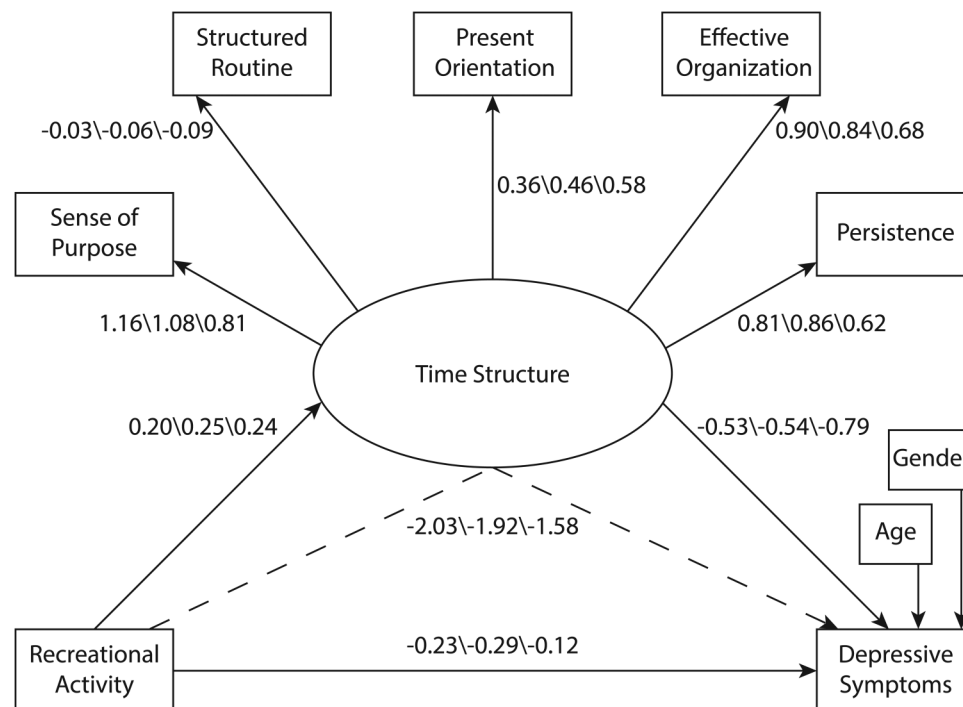 Structured
Routine
Present
Orientation
Effective
Organization
-0.03\-0.06\-0.09
0.90\0.84\0.68
0.36\0.46\0.58
Sense of
Purpose
Persistence
1.16\1.08\0.81
0.81\0.86\0.62
Time Structure
0.20\0.25\0.24
-0.53\-0.54\-0.79
Gende
-2.03\-1.92\-1.58
Age
Recreational
Activity
-0.23\-0.29\-0.12
Depressive
Symptoms